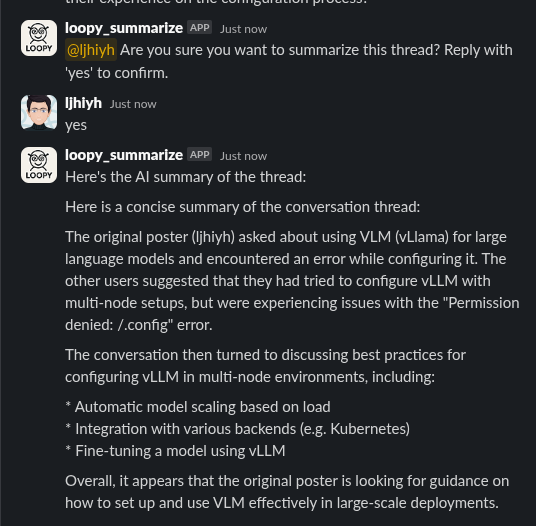 their experience on the configuration process?
loopy_summarize APP Just now
LOOPY
@ljhiyh Are you sure you want to summarize this thread? Reply with
'yes' to confirm.
ljhiyh Just now
yes
loopy_summarize APP Just now
LOOPY
Here's the AI summary of the thread:
Here is a concise summary of the conversation thread:
The original poster (ljhiyh) asked about using VLM (vLlama) for large
language models and encountered an error while configuring it. The
other users suggested that they had tried to configure vLLM with
multi-node setups, but were experiencing issues with the "Permission
denied: /.config" error.
The conversation then turned to discussing best practices for
configuring vLLM in multi-node environments, including:
* Automatic model scaling based on load
* Integration with various backends (e.g. Kubernetes)
* Fine-tuning a model using vLLM
Overall, it appears that the original poster is looking for guidance on
how to set up and use VLM effectively in large-scale deployments.